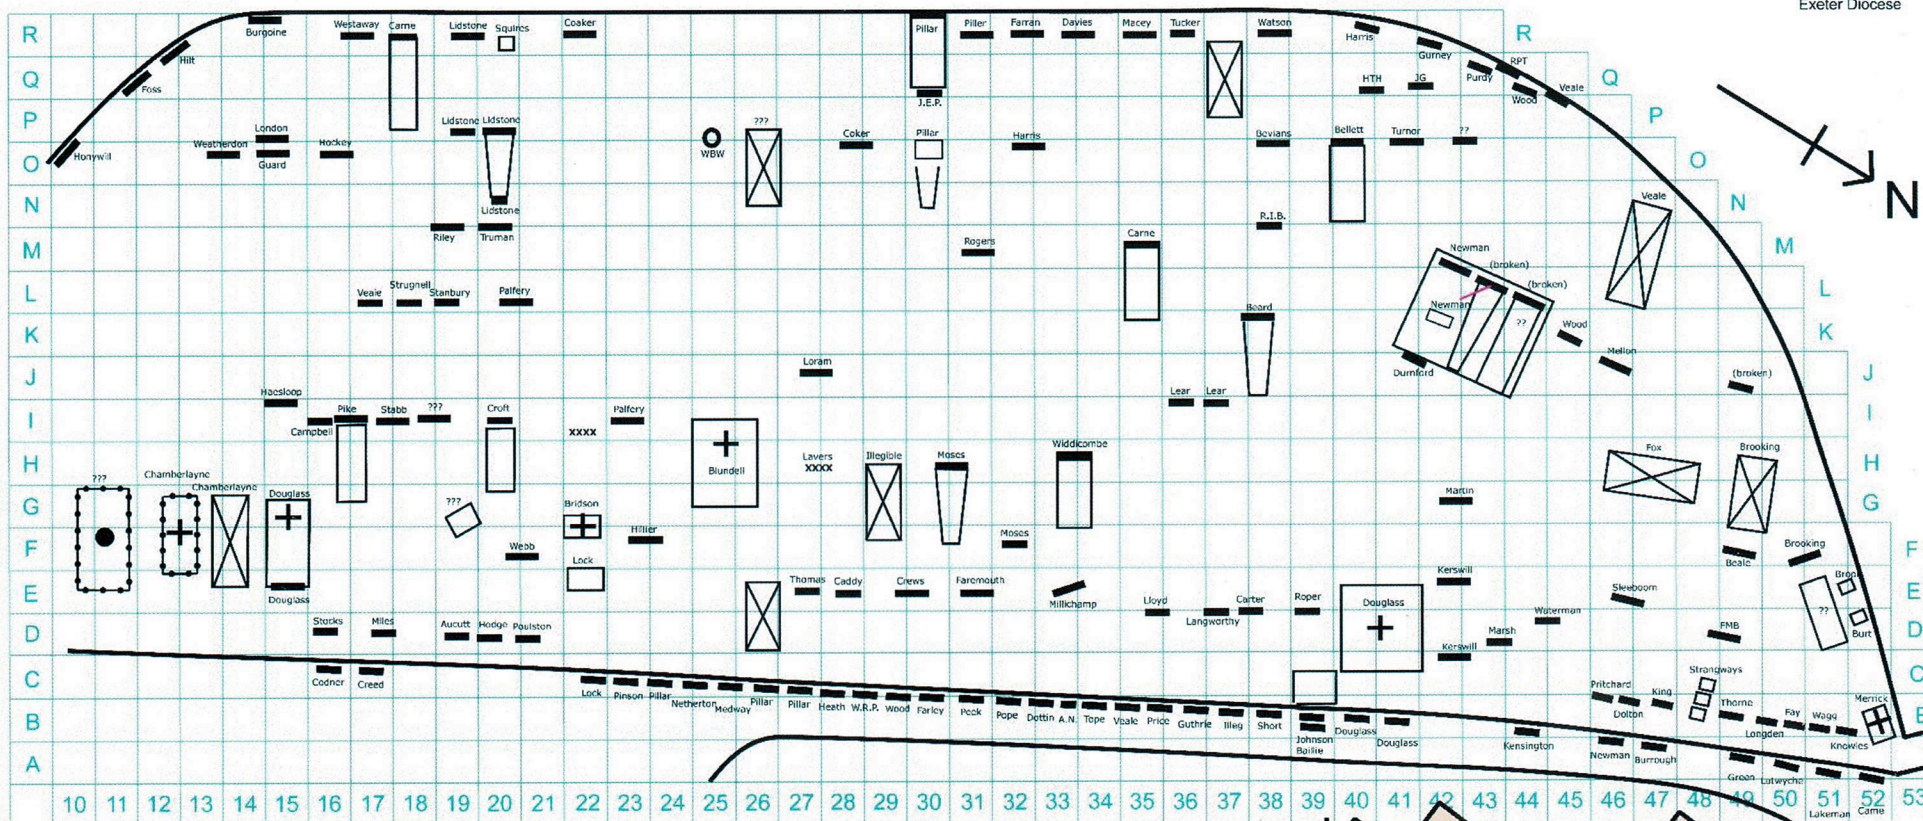 Exeter Diocese
R
Burgoine
Westaway
Carne
Lidstone
Squires
Coaker
Pillar
Piller
Farran
Davies
Macey
Tucker
Watson
Harris
Gurney
R
Q
Hilt
Foss
J.E.P.
HTH
JG
Purdy
RPT
Wood
Veale
Q
P
London
Lidstone
Lidstone
???
P
O
Honywill
Weatherdon
Guard
Hockey
WBW
Coker
Pillar
Harris
Bevians
Bellett
Turnor
??
O
N
Lidstone
R.I.B.
Veale
N
N
M
Riley
Truman
Rogers
Carne
Newman
(broken)
M
L
Veale
Strugnell
Stanbury
Palfery
Beard
Newman
(broken)
L
K
??
Wood
K
J
Loram
Durnford
Mellon
(broken)
J
I
Haesloop
Campbell
Pike
Stabb
???
Croft
xxxx
Palfery
Lear
Lear
I
H
???
Chamberlayne
Chamberlayne
Blundell
Lavers
xxxx
Illegible
Moses
Widdicombe
Fox
Brooking
H
G
Douglass
???
Bridson
Martin
G
F
Webb
Hillier
Moses
Beale
Brooking
F
E
Douglass
Lock
Thomas
Caddy
Crews
Faremouth
Millichamp
Kerswill
Sleeboom
??
E
D
Stocks
Miles
Aucutt
Hodge
Poulston
Lloyd
Langworthy
Carter
Roper
Douglass
Kerswill
Marsh
Waterman
FMB
Burt
D
C
Codner
Creed
Lock
Pinson
Pillar
Netherton
Medway
Pillar
Pillar
Heath
W.R.P.
Wood
Farley
Peek
Pope
Dottin
A.N.
Tope
Veale
Price
Guthrie
Illeg
Short
Pritchard
Dolton
King
Strangways
Merrick
C
B
Johnson
Baillie
Douglass
Douglass
Thorne
Longden
Fay
Wagg
Knowles
A
Kensington
Newman
Burrough
Green
Lutwyche
Lakeman
Came
10 11 12 13 14 15 16 17 18 19 20 21 22 23 24 25 26 27 28 29 30 31 32 33 34 35 36 37 38 39 40 41 42 43 44 45 46 47 48 49 50 51 52 53